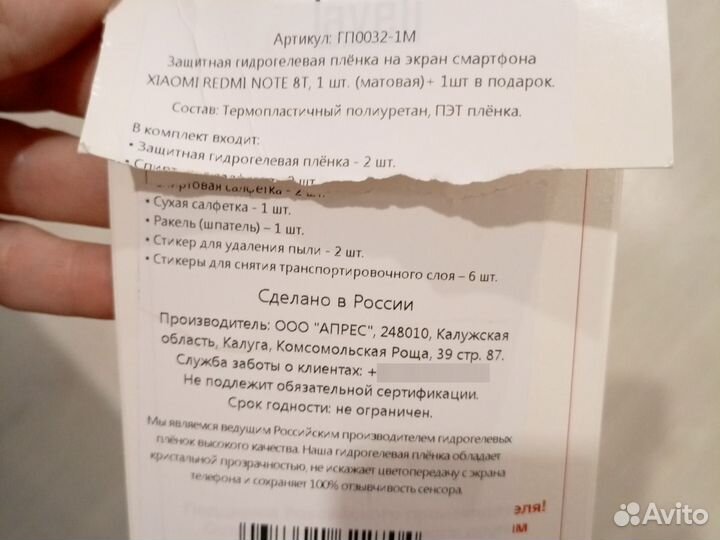 Артикул: ГП0032-1М
Защитная гидрогелевая плёнка на экран смартфона
XIAOMI REDMI NOTE 8T, 1 шт. (матовая)+ 1шт в подарок.
Состав: Термопластичный полиуретан, ПЭТ плёнка.
В комплект входит:
• Защитная гидрогелевая плёнка - 2 шт.
• Сухая салфетка - 1 шт.
• Ракель (шпатель) – 1 шт.
• Стикер для удаления пыли - 2 шт.
• Стикеры для снятия транспортировочного слоя – 6 шт.
Сделано в России
Производитель: ООО "АПРЕС", 248010, Калужская
область, Калуга, Комсомольская Роща, 39 стр. 87.
Служба заботы о клиентах: +
Не подлежит обязательной сертификации.
Срок годности: не ограничен.
Мы являемся ведущим Российским производителем гидрогелевых
плёнок высокого качества. Наша гидрогелевая плёнка обладает
кристальной прозрачностью, не искажает цветопередачу с экрана
телефона и сохраняет 100% отзывчивость сенсора.
Avito